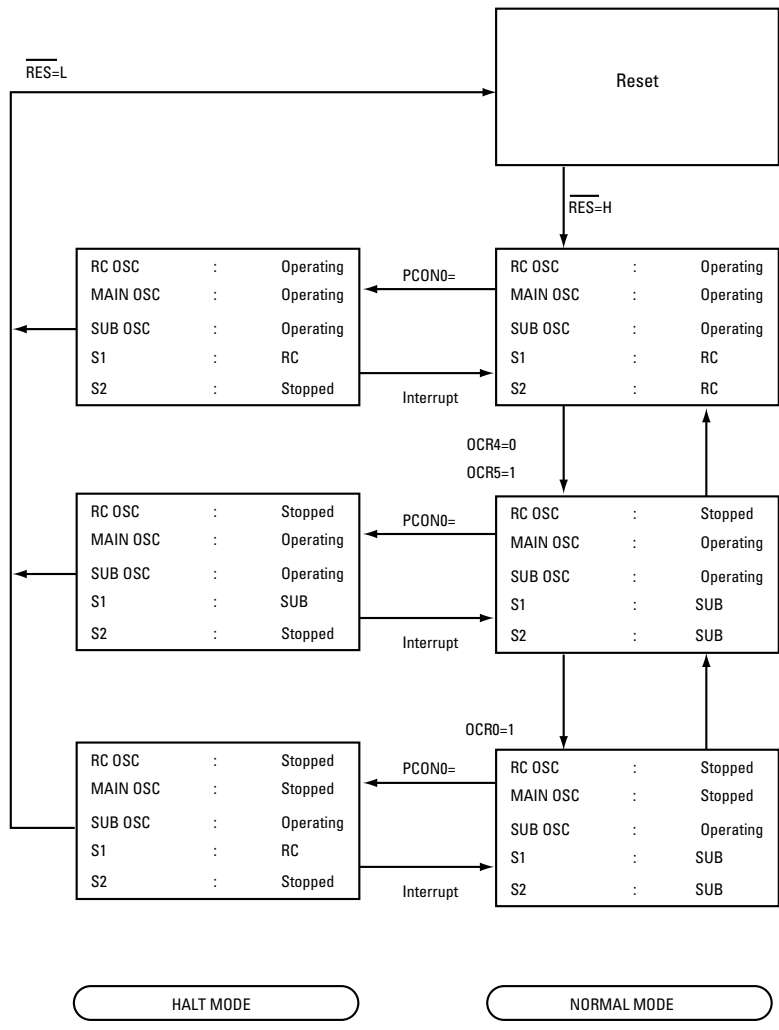 RES=L
Reset
RES=H
RC OSC : Operating
MAIN OSC : Operating
SUB OSC : Operating
S1 : RC
S2 : Stopped
PCON0=
Interrupt
RC OSC : Operating
MAIN OSC : Operating
SUB OSC : Operating
S1 : RC
S2 : RC
OCR4=0
OCR5=1
RC OSC : Stopped
MAIN OSC : Operating
SUB OSC : Operating
S1 : SUB
S2 : Stopped
PCON0=
Interrupt
RC OSC : Stopped
MAIN OSC : Operating
SUB OSC : Operating
S1 : SUB
S2 : SUB
OCR0=1
RC OSC : Stopped
MAIN OSC : Stopped
SUB OSC : Operating
S1 : RC
S2 : Stopped
PCON0=
Interrupt
RC OSC : Stopped
MAIN OSC : Stopped
SUB OSC : Operating
S1 : SUB
S2 : SUB
HALT MODE
NORMAL MODE